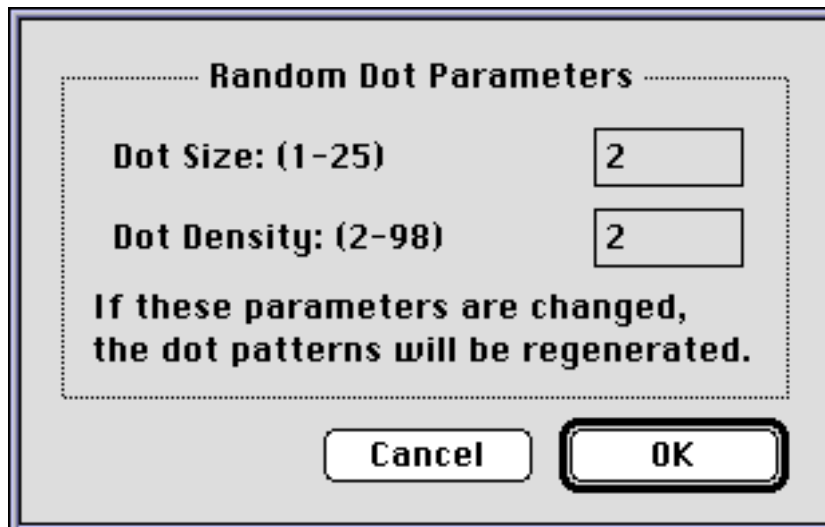 Random Dot Parameters
Dot Size: (1-25) 2
Dot Density: (2-98) 2
If these parameters are changed,
the dot patterns will be regenerated.
Cancel OK